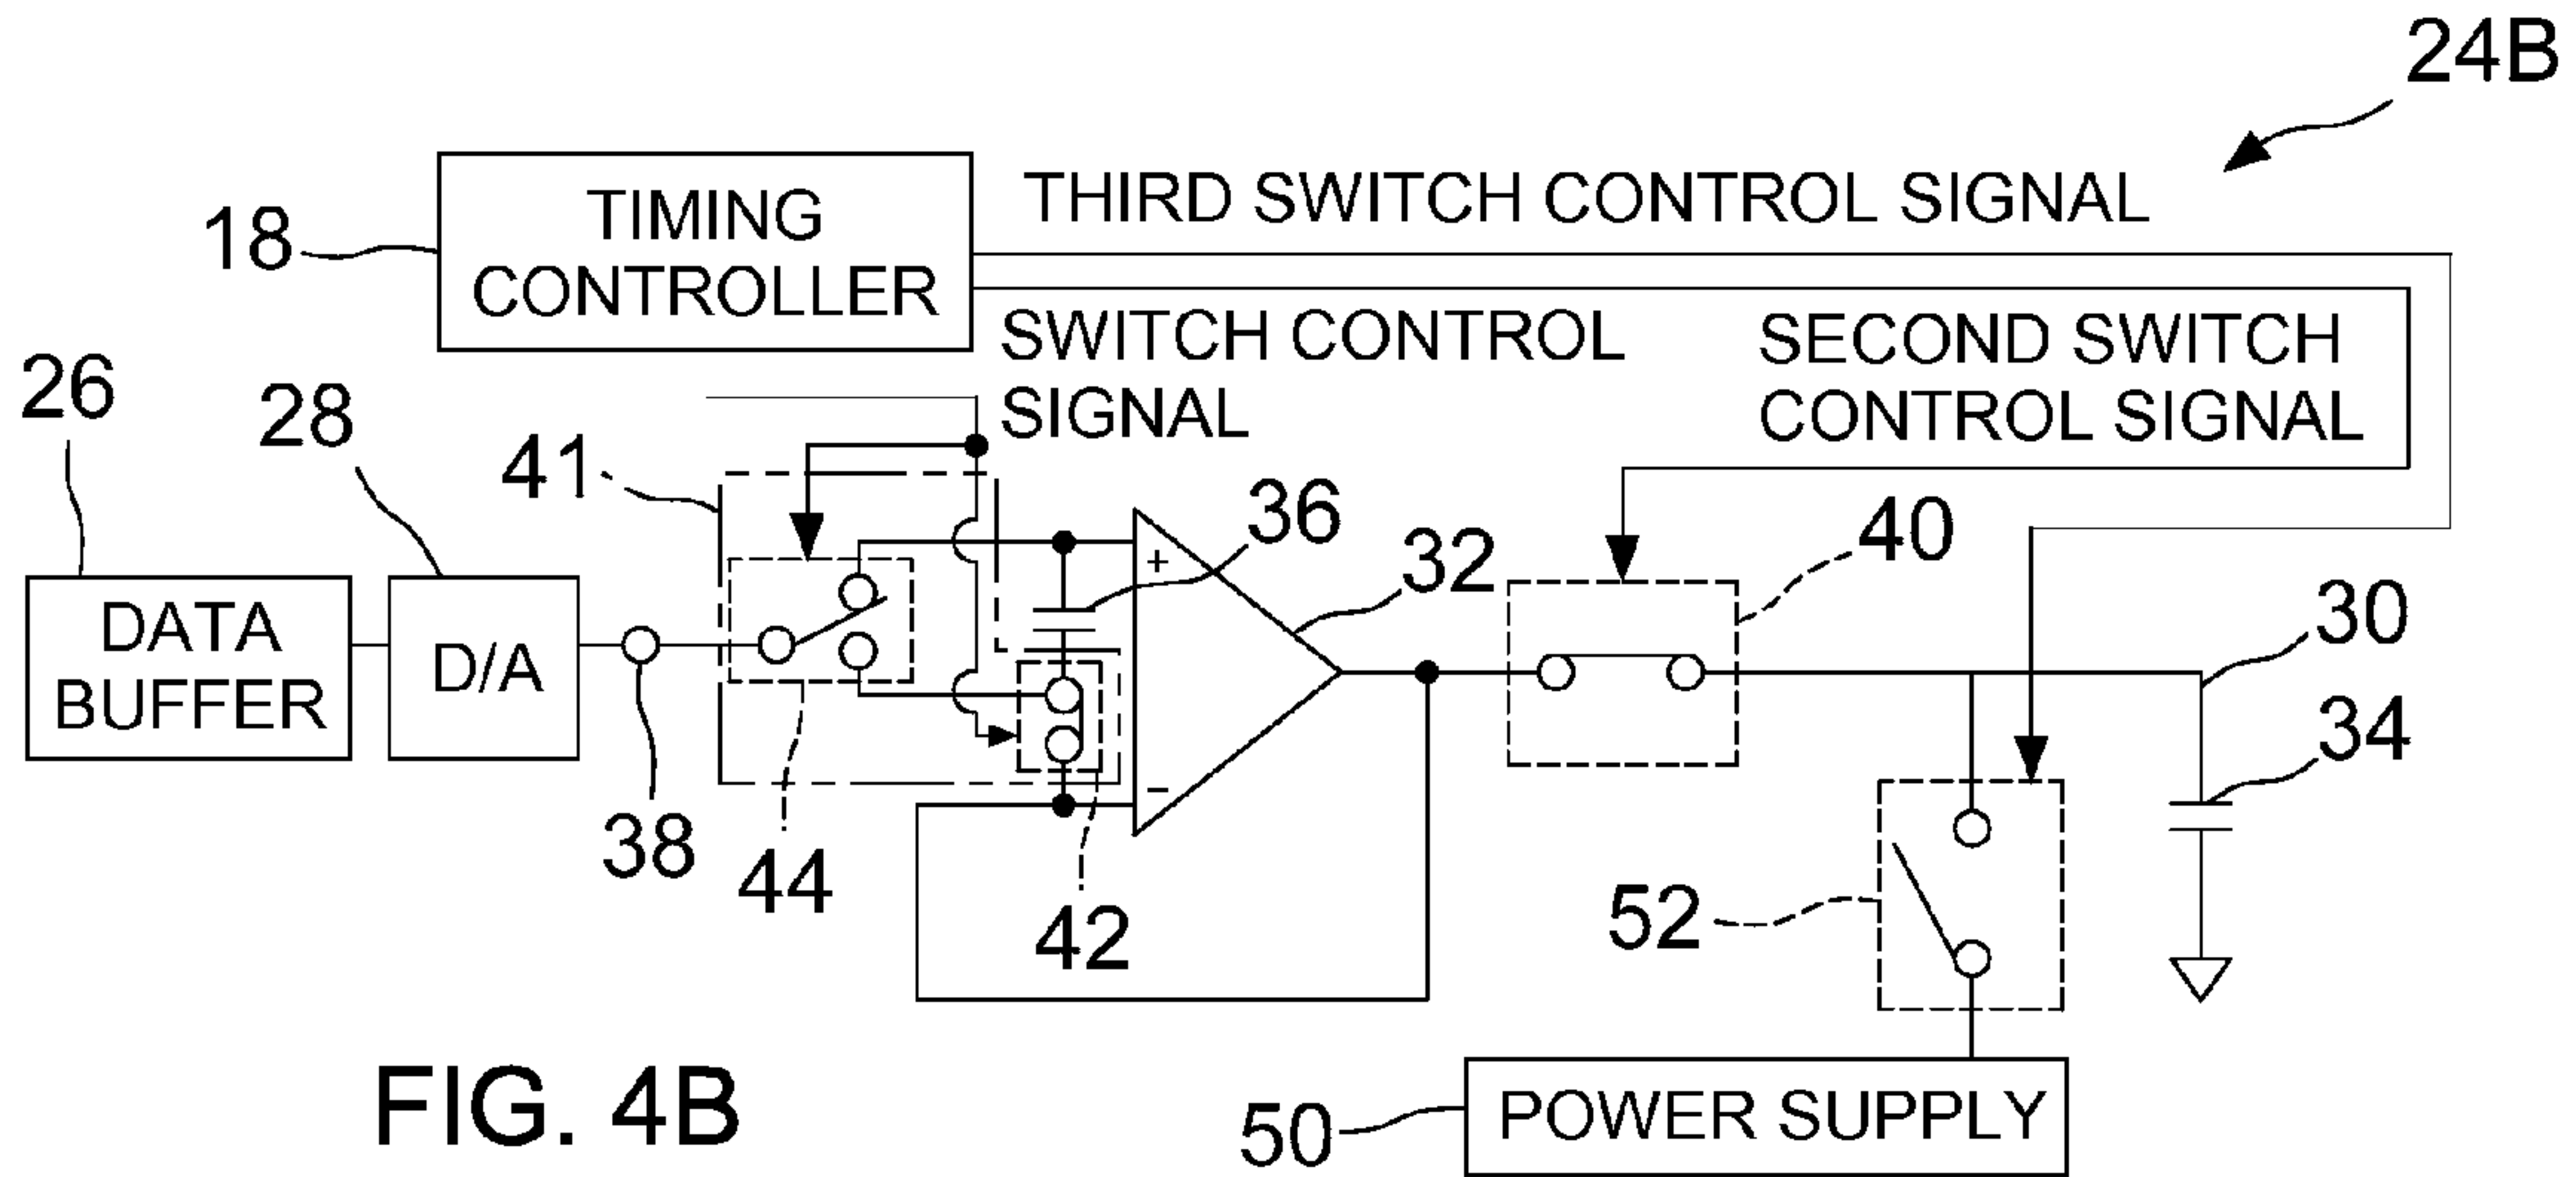 24B
THIRD SWITCH CONTROL SIGNAL
TIMING
CONTROLLER
18
SWITCH CONTROL
SIGNAL
SECOND SWITCH
CONTROL SIGNAL
26
28
41
36
32
40
30
DATA
BUFFER
D/A
+
-
34
38
44
42
52
FIG. 4B
50
POWER SUPPLY